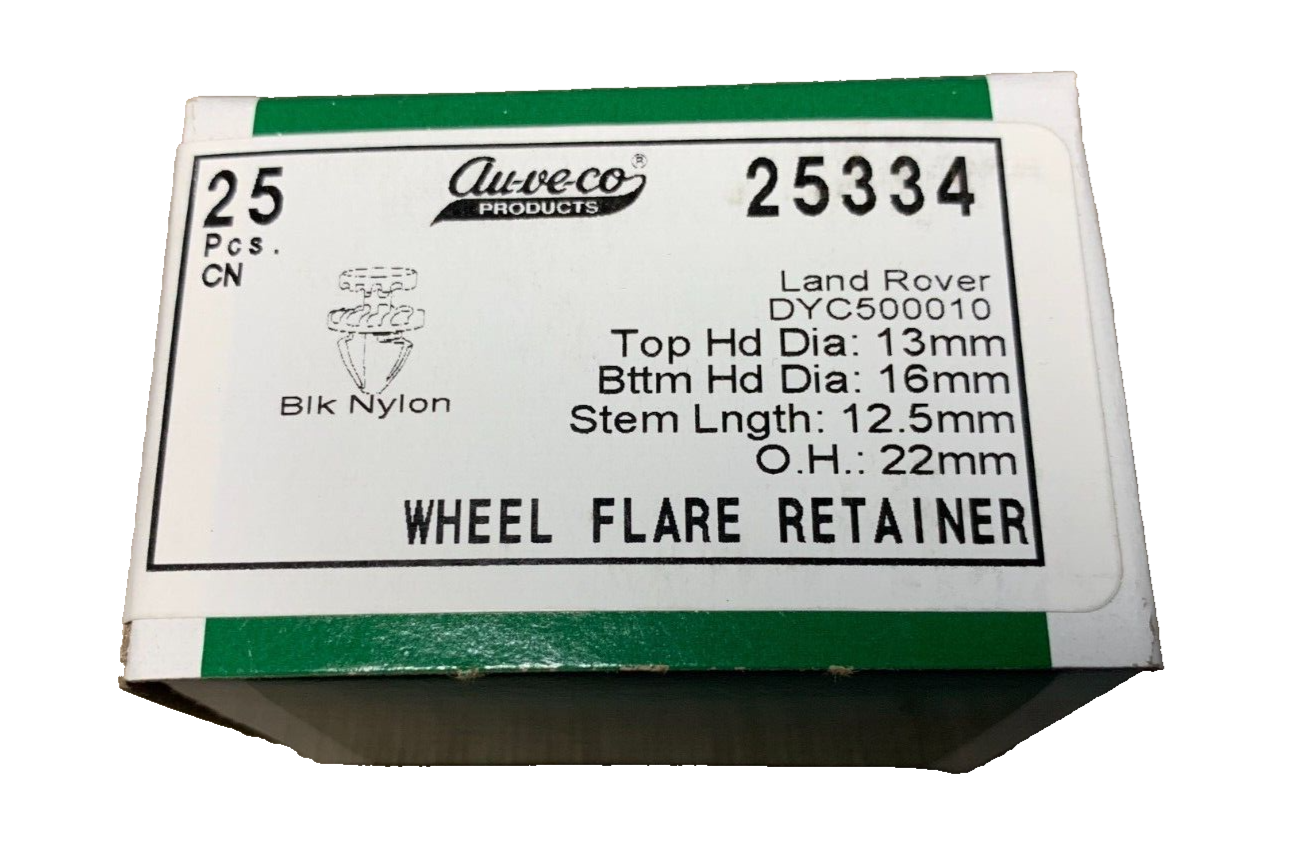 25
Pcs.
CN
Au-ve-co®
PRODUCTS
25334
Blk Nylon
Land Rover
DYC500010
Top Hd Dia: 13mm
Bttm Hd Dia: 16mm
Stem Lngth: 12.5mm
O.H.: 22mm
WHEEL FLARE RETAINER